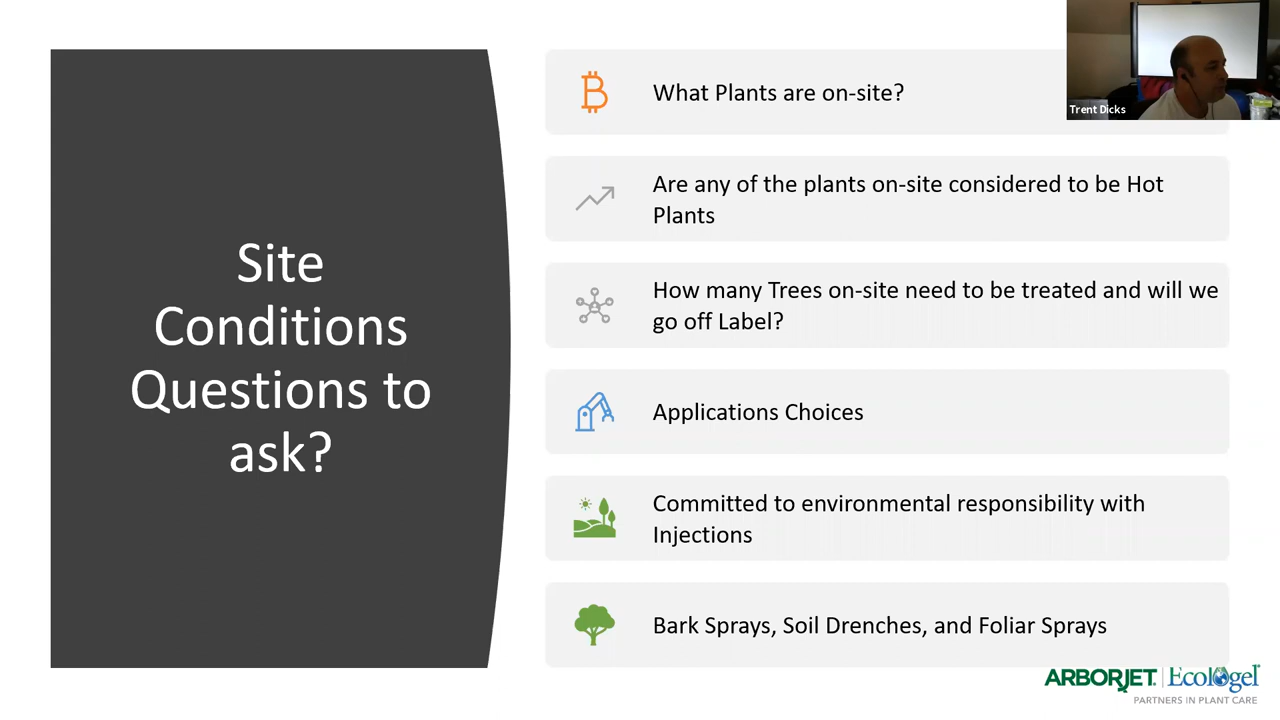 Site
Conditions
Questions to
ask?
What Plants are on-site?
Are any of the plants on-site considered to be Hot
Plants
How many Trees on-site need to be treated and will we
go off Label?
Applications Choices
Committed to environmental responsibility with
Injections
Bark Sprays, Soil Drenches, and Foliar Sprays
Trent Dicks
ARBORJET. Ecologel
PARTNERS IN PLANT CARE